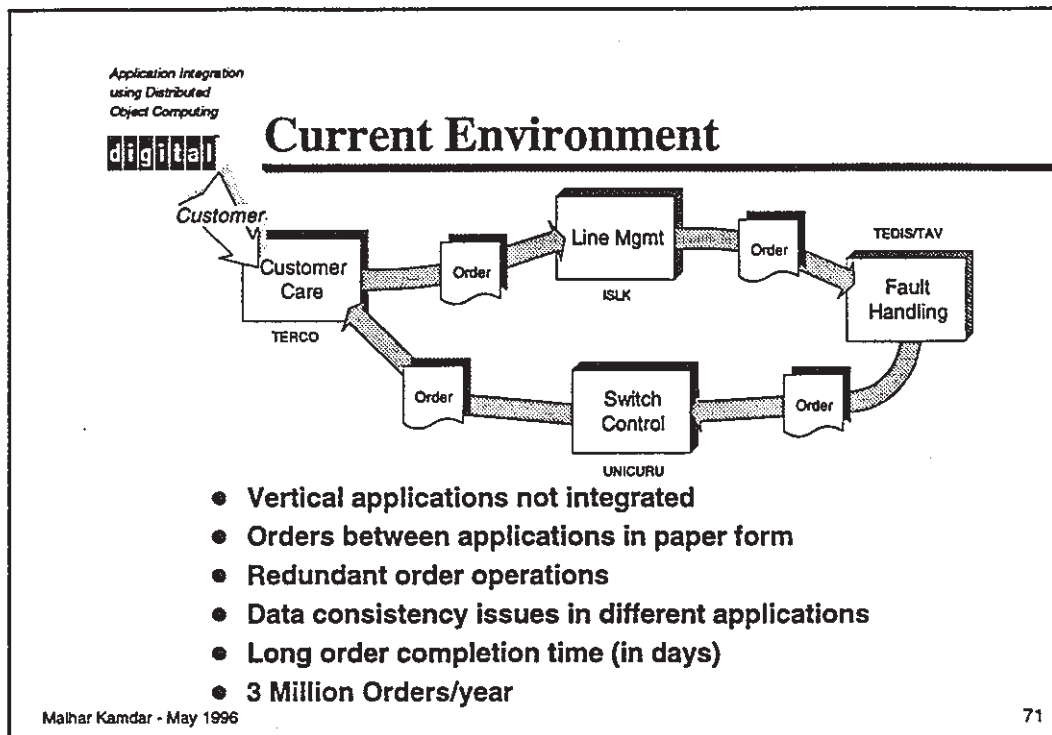 Application Integration
using Distributed
Object Computing
digital
Current Environment
Customer
Customer
Care
TERCO
Order
Line Mgmt
ISLK
Order
TEDIS/TAV
Fault
Handling
Order
Switch
Control
UNICURU
Order
● Vertical applications not integrated
● Orders between applications in paper form
● Redundant order operations
● Data consistency issues in different applications
● Long order completion time (in days)
● 3 Million Orders/year
Malhar Kamdar - May 1996
71